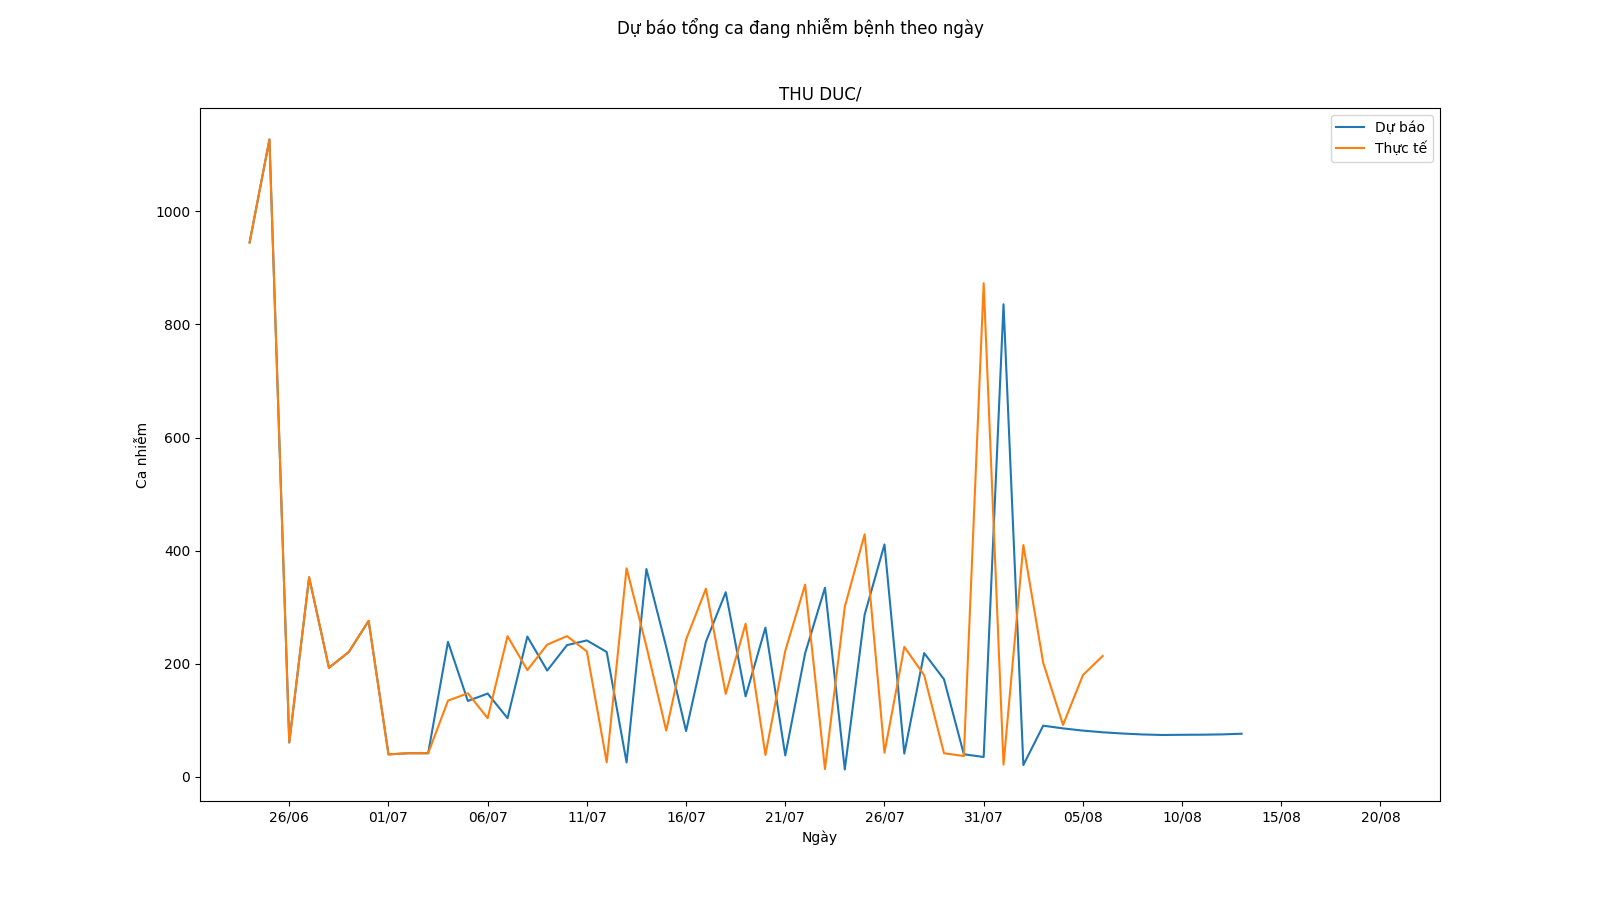 Dự báo tổng ca đang nhiễm bệnh theo ngày
THU DUC/
Dự báo
Thực tế
1000
800
600
400
200
0
Ca nhiễm
26/06 01/07 06/07 11/07 16/07 21/07 26/07 31/07 05/08 10/08 15/08 20/08
Ngày